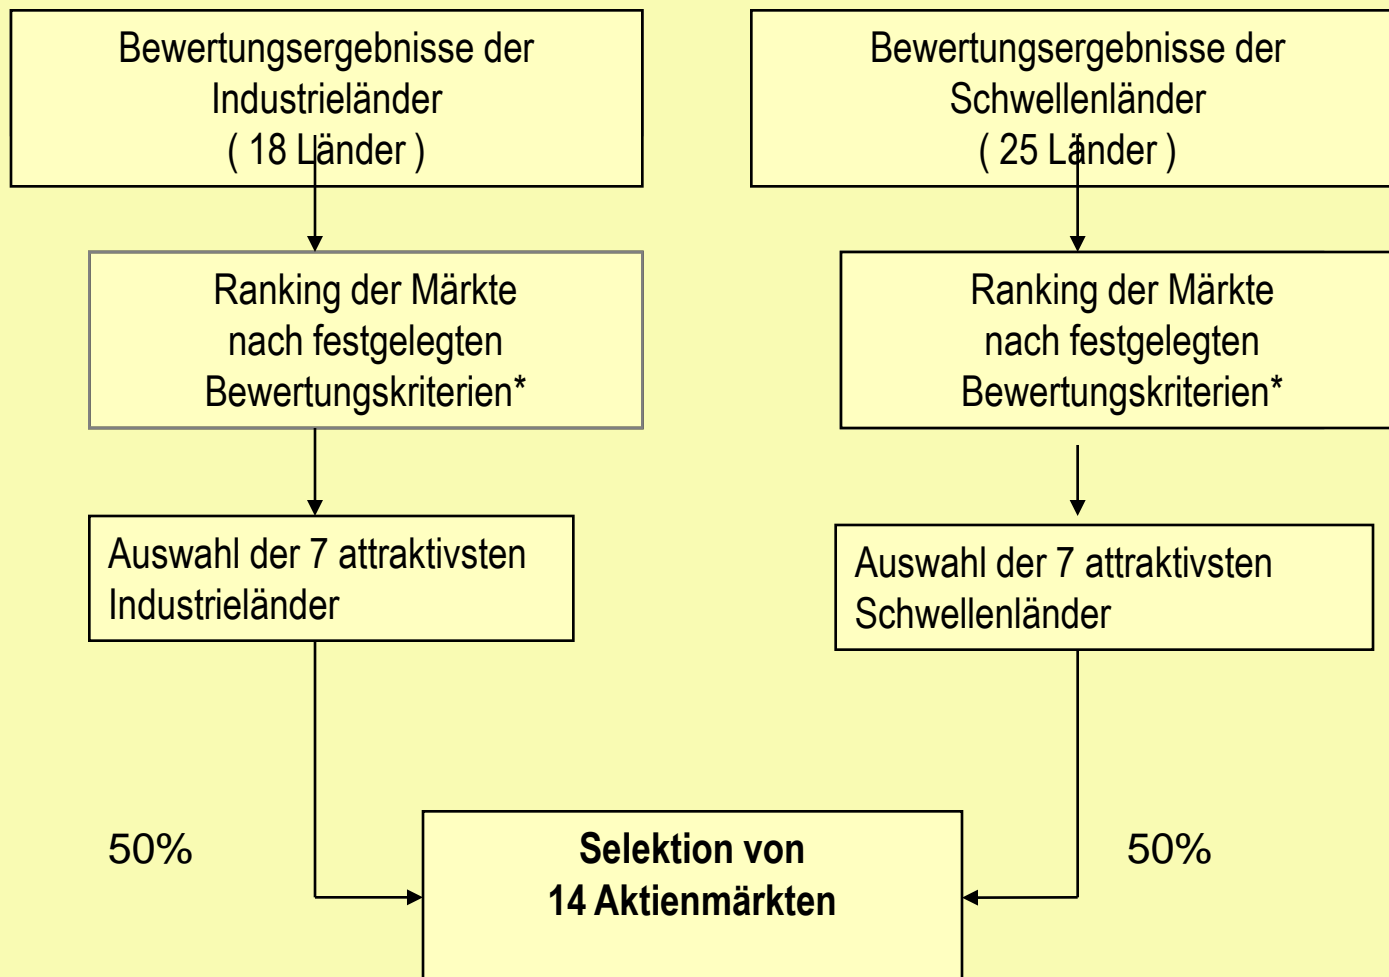 Bewertungsergebnisse der
Industrieländer
( 18 Länder )
Bewertungsergebnisse der
Schwellenländer
( 25 Länder )
Ranking der Märkte
nach festgelegten
Bewertungskriterien*
Ranking der Märkte
nach festgelegten
Bewertungskriterien*
Auswahl der 7 attraktivsten
Industrieländer
Auswahl der 7 attraktivsten
Schwellenländer
50%
Selektion von
14 Aktienmärkten
50%